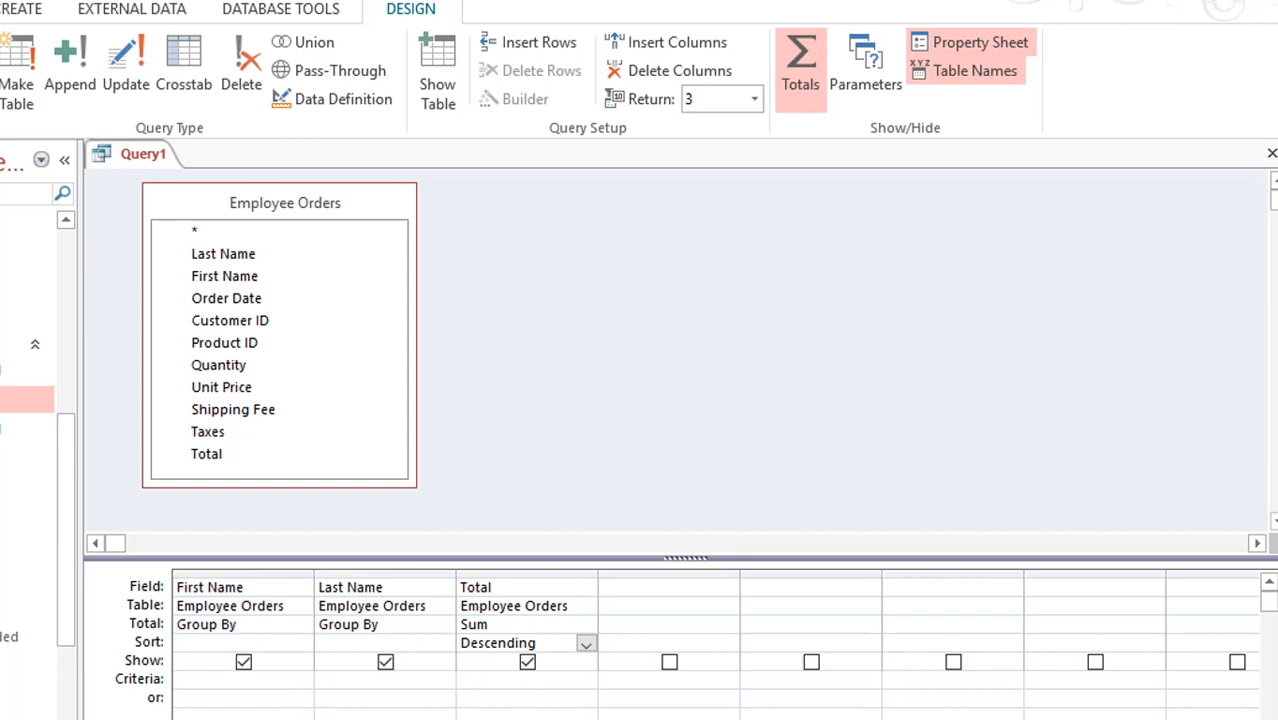 CREATE EXTERNAL DATA DATABASE TOOLS DESIGN
Make Table
Append
Update
Crosstab
Delete
Union
Pass-Through
Data Definition
Query Type
Show Table
Insert Rows
Delete Rows
Builder
Insert Columns
Delete Columns
Return: 3
Query Setup
Totals
Parameters
Property Sheet
XYZ Table Names
Show/Hide
e...
Query1
Employee Orders
*
Last Name
First Name
Order Date
Customer ID
Product ID
Quantity
Unit Price
Shipping Fee
Taxes
Total
Field: First Name Last Name Total
Table: Employee Orders Employee Orders Employee Orders
Total: Group By Group By Sum
Sort: Descending
Show:
Criteria:
or: